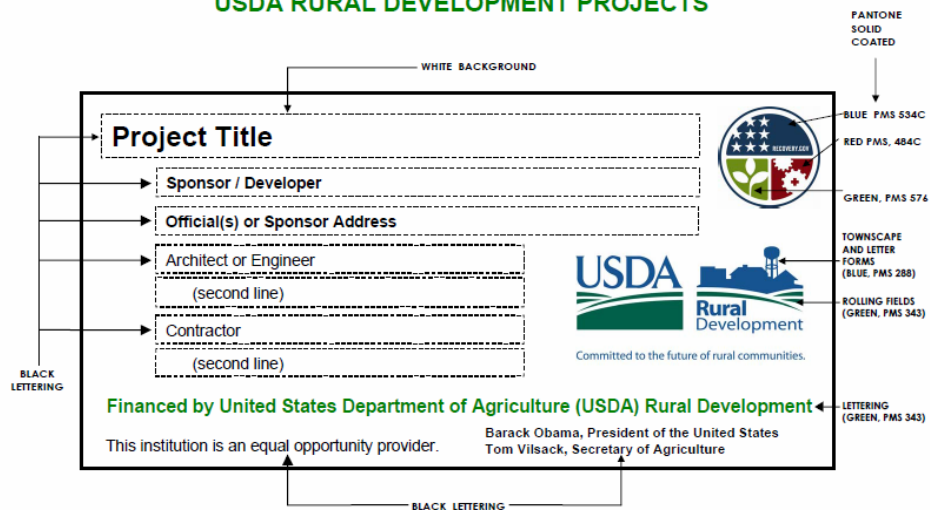 USDA RURAL DEVELOPMENT PROJECTS
PANTONE
SOLID
COATED
WHITE BACKGROUND
Project Title
RECOVERY.GOV
BLUE PMS 534C
RED PMS, 484C
GREEN, PMS 576
Sponsor / Developer
Official(s) or Sponsor Address
Architect or Engineer
(second line)
Contractor
(second line)
USDA
Rural
Development
Committed to the future of rural communities.
TOWNSCAPE
AND LETTER
FORMS
(BLUE, PMS 288)
ROLLING FIELDS
(GREEN, PMS 343)
BLACK
LETTERING
Financed by United States Department of Agriculture (USDA) Rural Development
LETTERING
(GREEN, PMS 343)
This institution is an equal opportunity provider.
Barack Obama, President of the United States
Tom Vilsack, Secretary of Agriculture
BLACK LETTERING